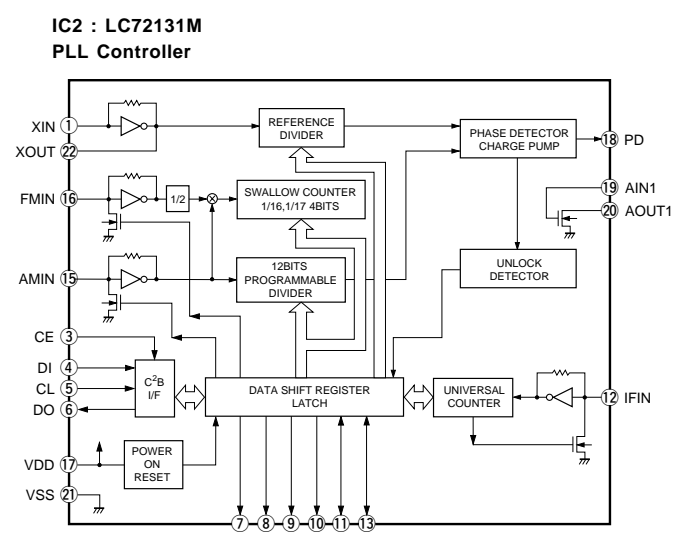 IC2 : LC72131M
PLL Controller
XIN 1
XOUT 22
REFERENCE
DIVIDER
PHASE DETECTOR
CHARGE PUMP
18 PD
FMIN 16
1/2
SWALLOW COUNTER
1/16,1/17 4BITS
19 AIN1
20 AOUT1
AMIN 15
12BITS
PROGRAMMABLE
DIVIDER
UNLOCK
DETECTOR
CE 3
DI 4
CL 5
DO 6
C²B
I/F
DATA SHIFT REGISTER
LATCH
UNIVERSAL
COUNTER
12 IFIN
VDD 17
POWER
ON
RESET
VSS 21
7 8 9 10 11 13